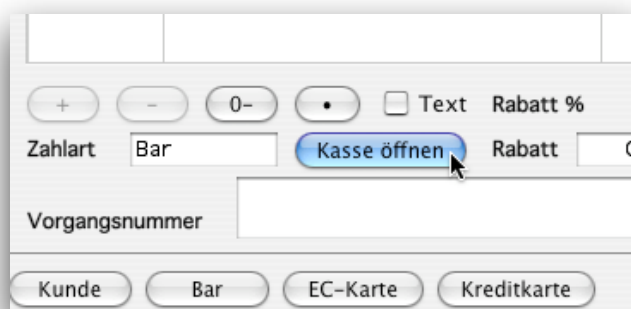 + - 0- • Text Rabatt %
Zahlart Bar Kasse öffnen Rabatt
Vorgangsnummer
Kunde Bar EC-Karte Kreditkarte